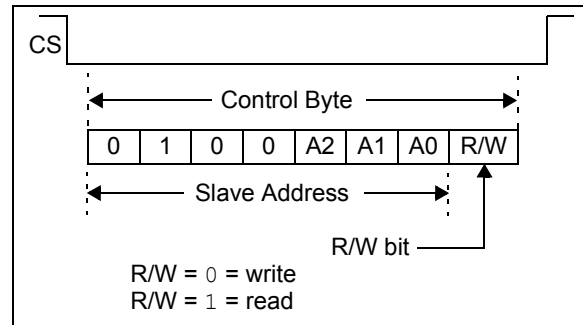 CS
Control Byte
0 1 0 0 A2 A1 A0 R/W
Slave Address
R/W bit
R/W = 0 = write
R/W = 1 = read